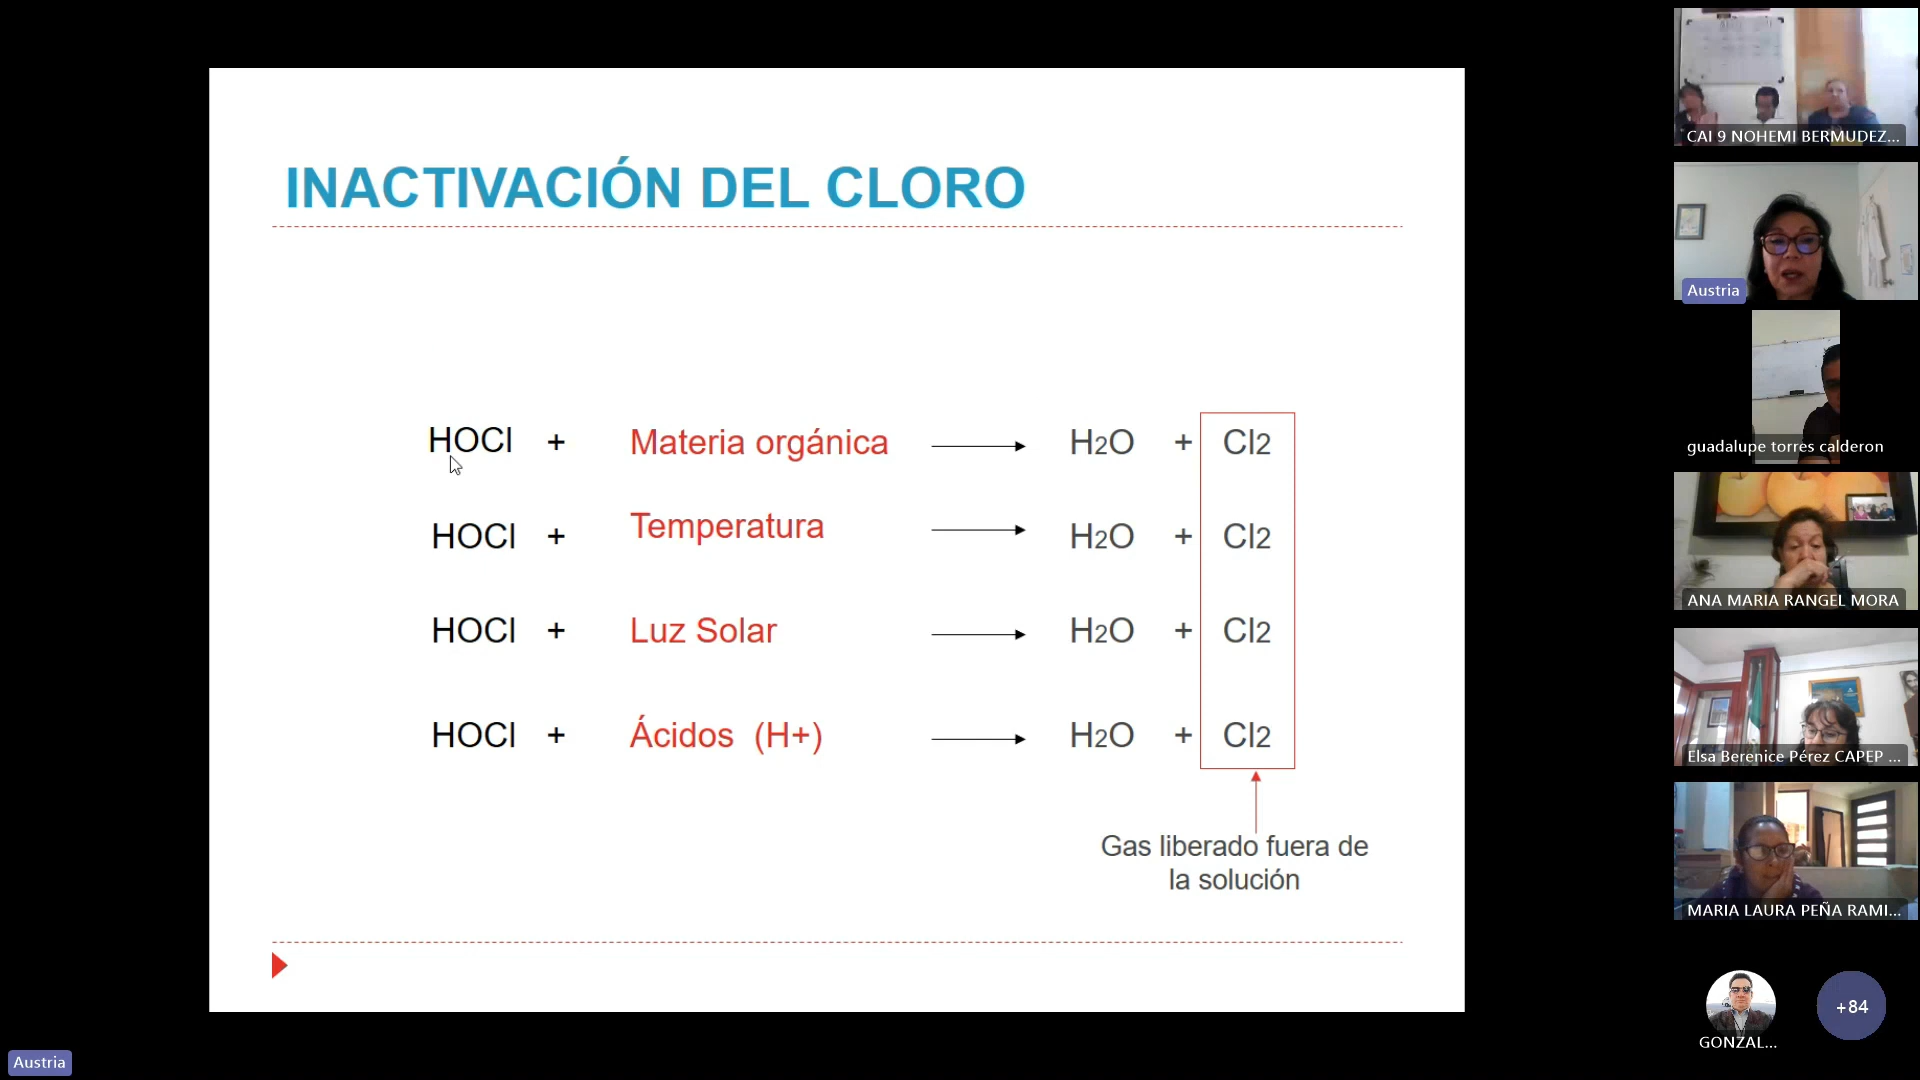 INACTIVACIÓN DEL CLORO
HOCl + Materia orgánica H2O + Cl2
HOCl + Temperatura H2O + Cl2
HOCl + Luz Solar H2O + Cl2
HOCl + Ácidos (H+) H2O + Cl2
Gas liberado fuera de
la solución
CAI 9 NOHEMI BERMUDEZ...
Austria
guadalupe torres calderon
ANA MARIA RANGEL MORA
Elsa Berenice Pérez CAPEP ...
MARIA LAURA PEÑA RAMI...
GONZAL...
+84
Austria